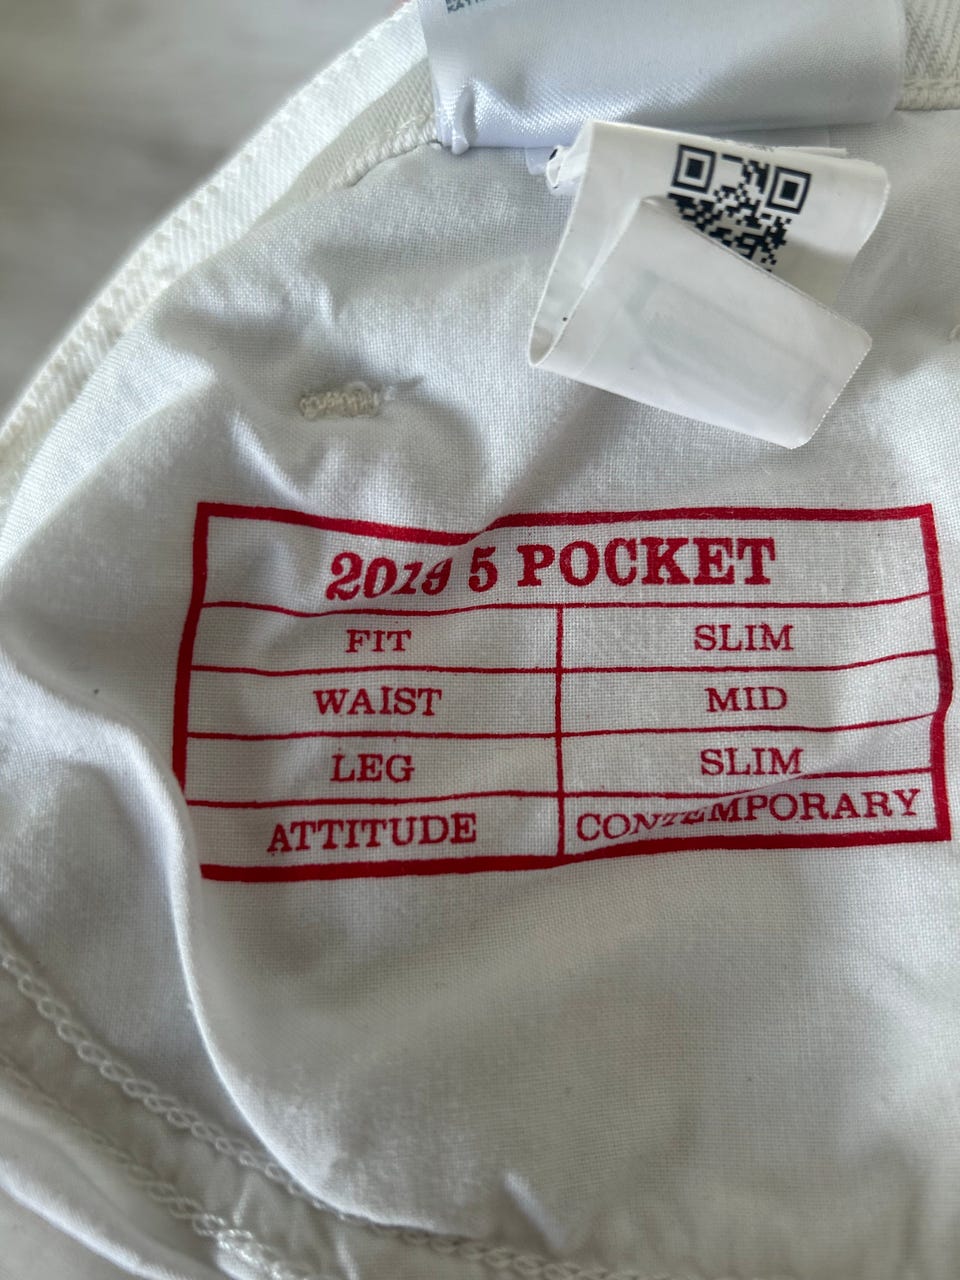 2019 5 POCKET
FIT SLIM
WAIST MID
LEG SLIM
ATTITUDE CONTEMPORARY